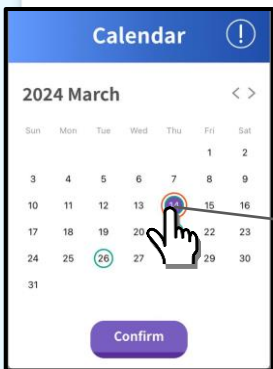 Calendar
2024 March < >
Sun Mon Tue Wed Thu Fri Sat
1 2
3 4 5 6 7 8 9
10 11 12 13 14 15 16
17 18 19 20 22 23
24 25 26 27 29 30
31
Confirm